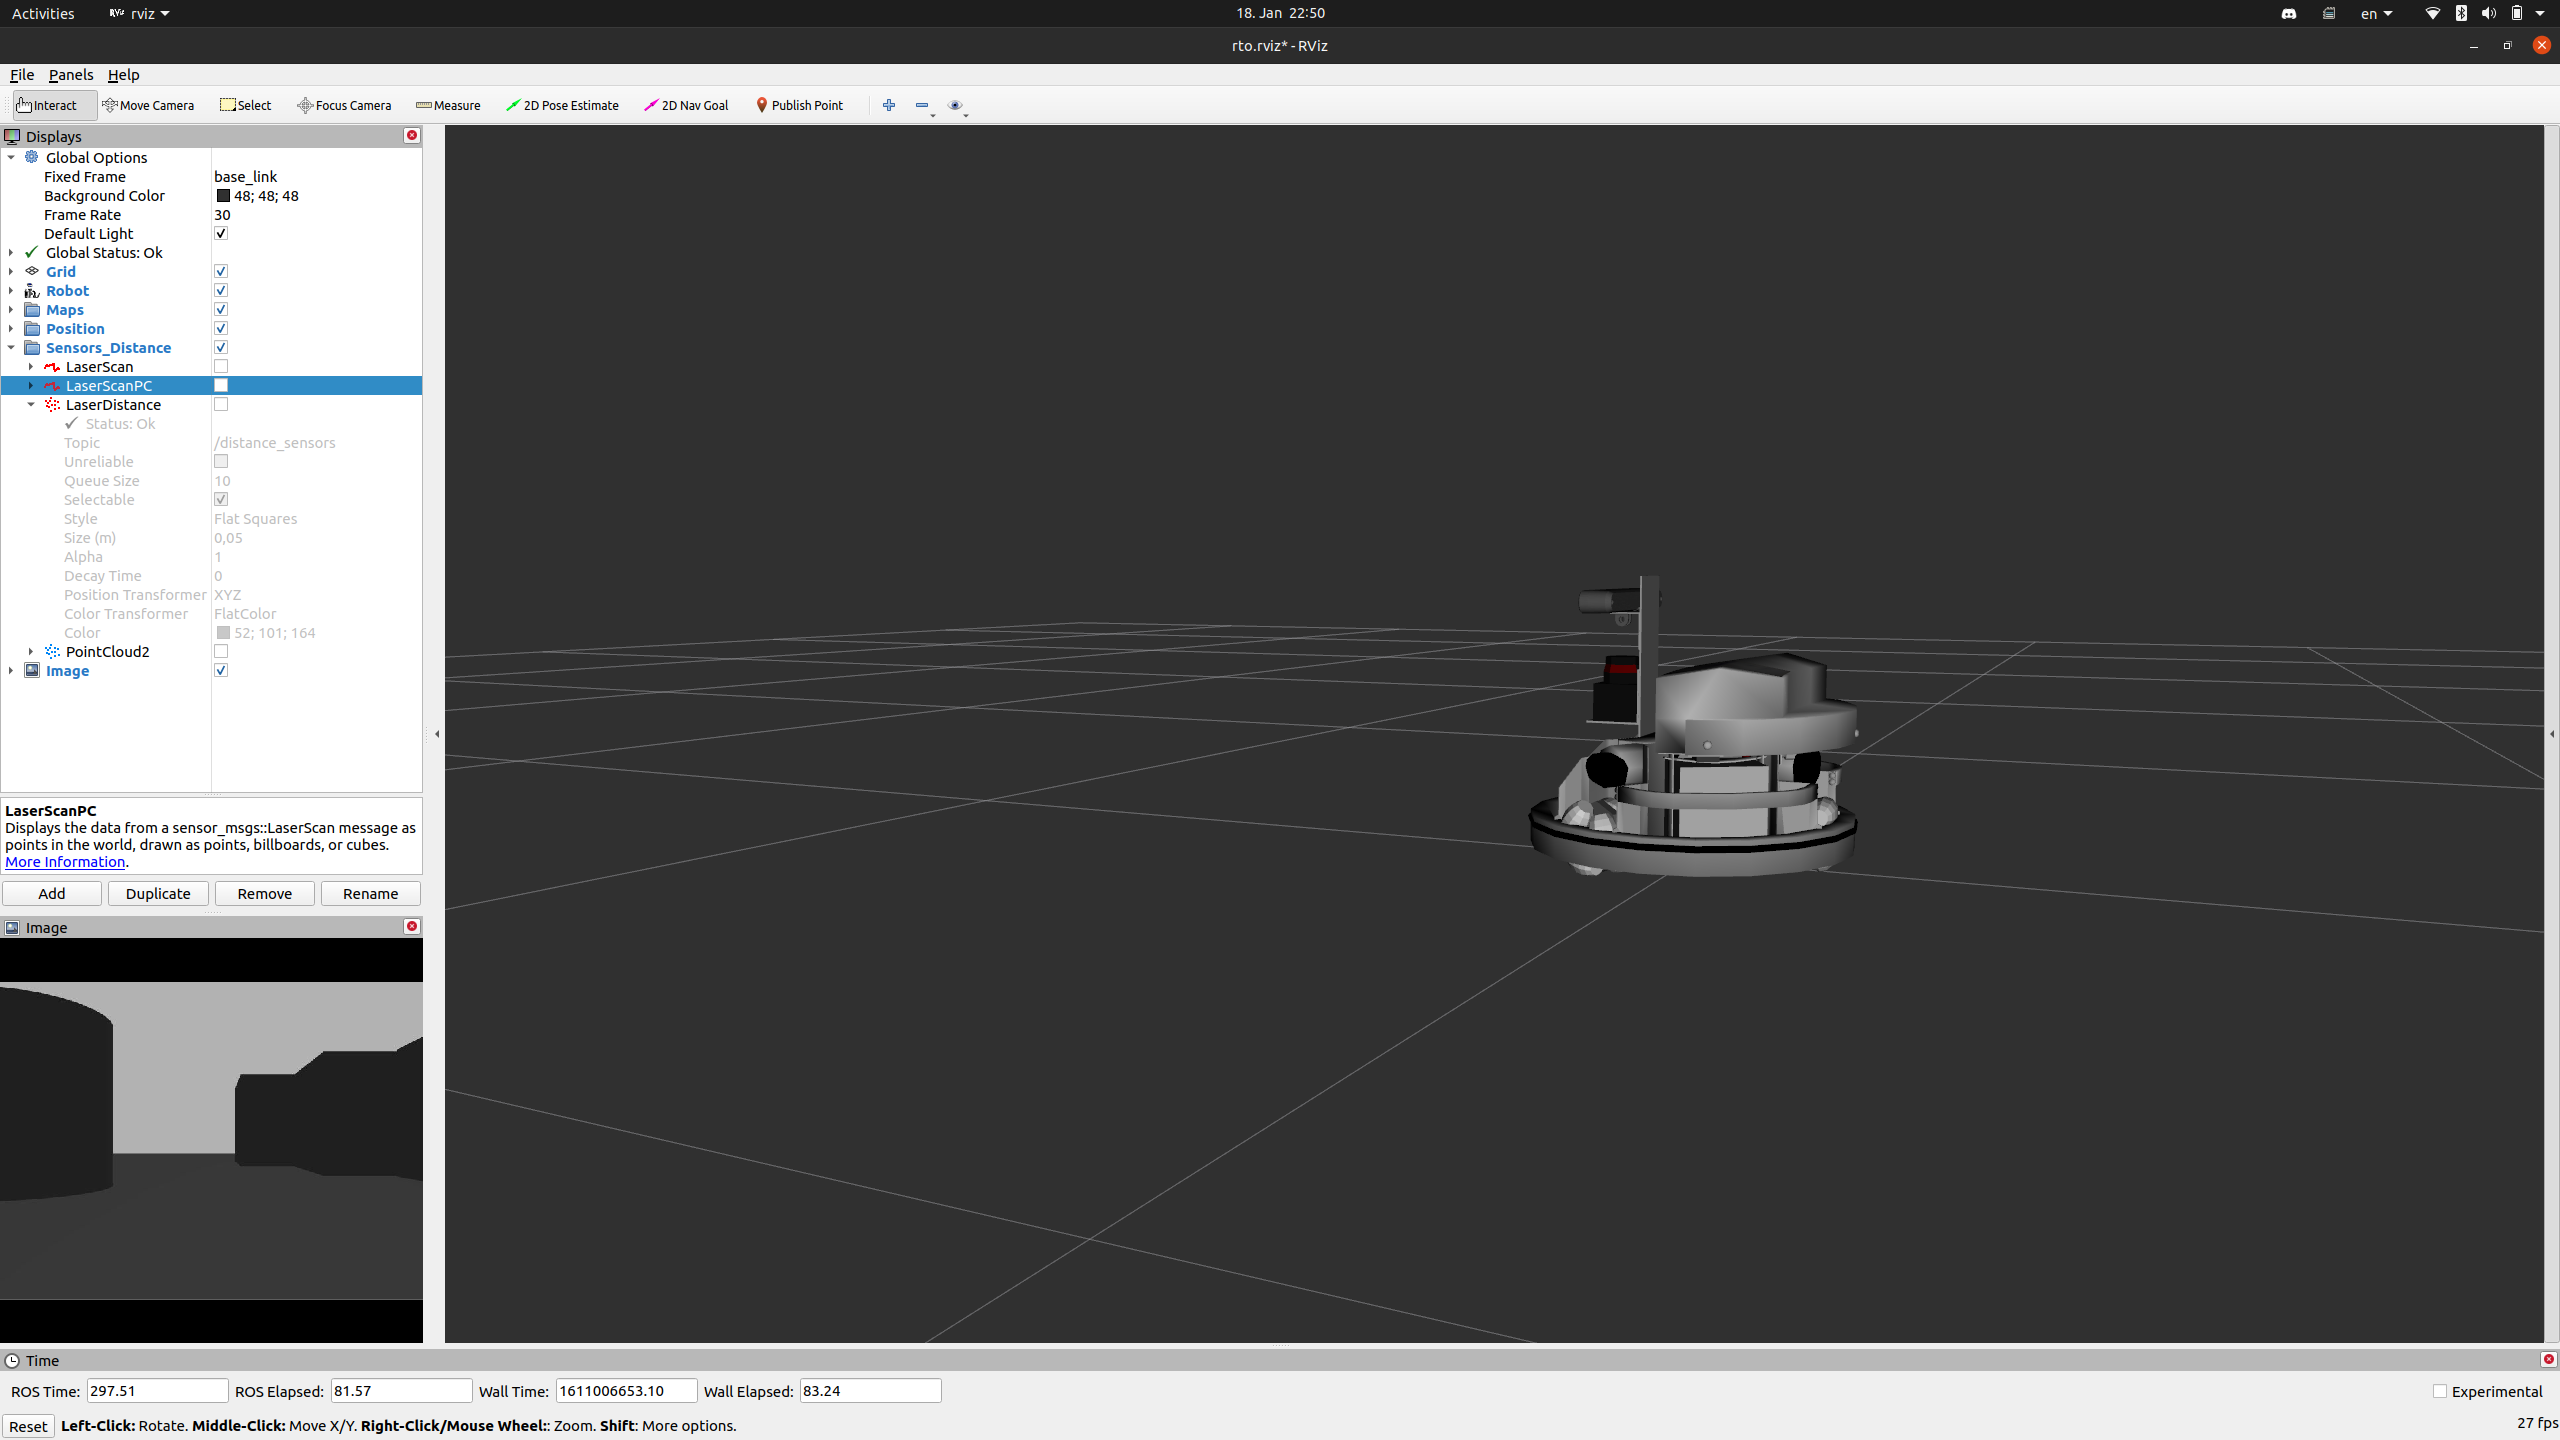 Activities rviz 18. Jan 22:50 en
rto.rviz* - RViz
File Panels Help
Interact Move Camera Select Focus Camera Measure 2D Pose Estimate 2D Nav Goal Publish Point
Displays
Global Options
Fixed Frame base_link
Background Color 48; 48; 48
Frame Rate 30
Default Light
Global Status: Ok
Grid
Robot
Maps
Position
Sensors_Distance
LaserScan
LaserScanPC
LaserDistance
Status: Ok
Topic /distance_sensors
Unreliable
Queue Size 10
Selectable
Style Flat Squares
Size (m) 0,05
Alpha 1
Decay Time 0
Position Transformer XYZ
Color Transformer FlatColor
Color 52; 101; 164
PointCloud2
Image
LaserScanPC
Displays the data from a sensor_msgs::LaserScan message as
points in the world, drawn as points, billboards, or cubes.
More Information.
Add Duplicate Remove Rename
Image
Time
ROS Time: 297.51 ROS Elapsed: 81.57 Wall Time: 1611006653.10 Wall Elapsed: 83.24 Experimental
Reset Left-Click: Rotate. Middle-Click: Move X/Y. Right-Click/Mouse Wheel:: Zoom. Shift: More options. 27 fps